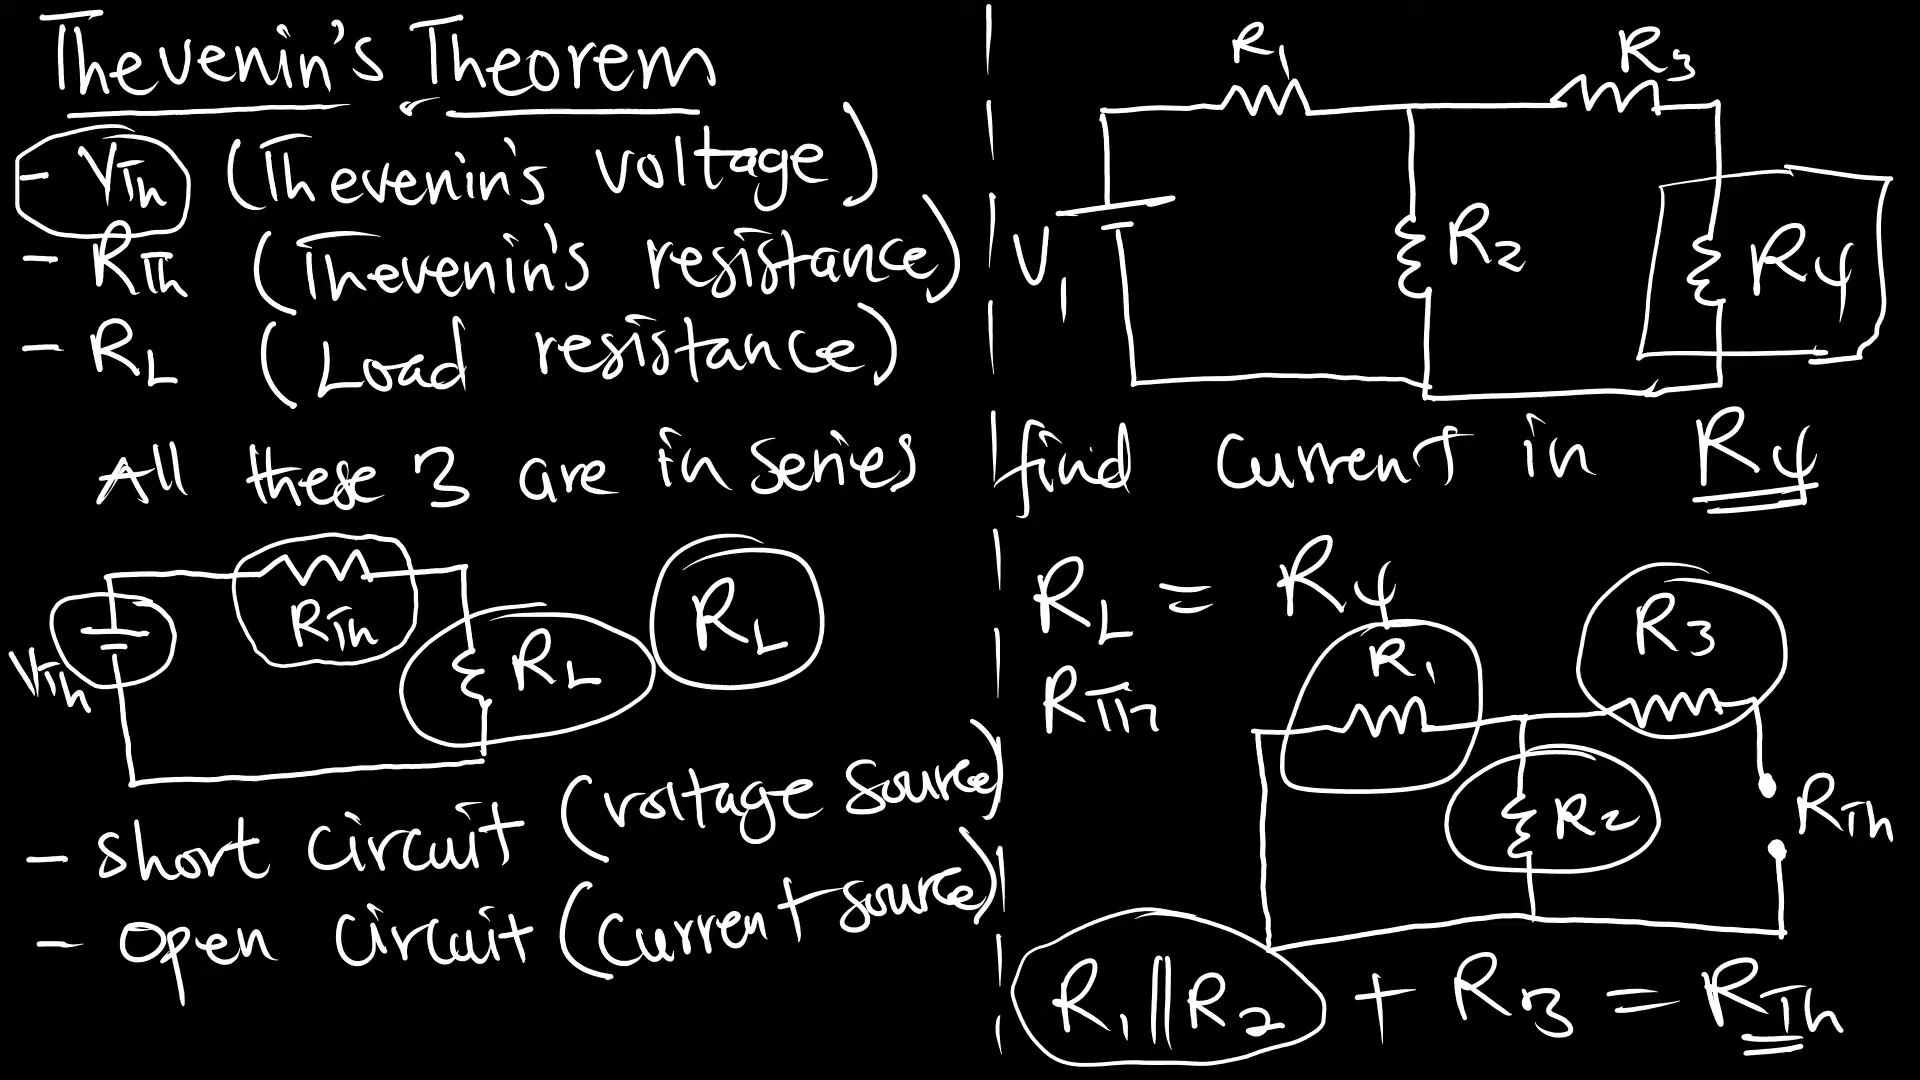 Thevenin's Theorem
- VTh (Thevenin's voltage)
- RTh (Thevenin's resistance)
- RL (Load resistance)
All these 3 are in series
RTh
VTh
RL
RL
- short circuit (voltage source)
- open circuit (current source)
R1
R3
V1
R2
R4
find current in R4
RL = R4
RTh
R1
R3
R2
RTh
R1 || R2 + R3 = RTh